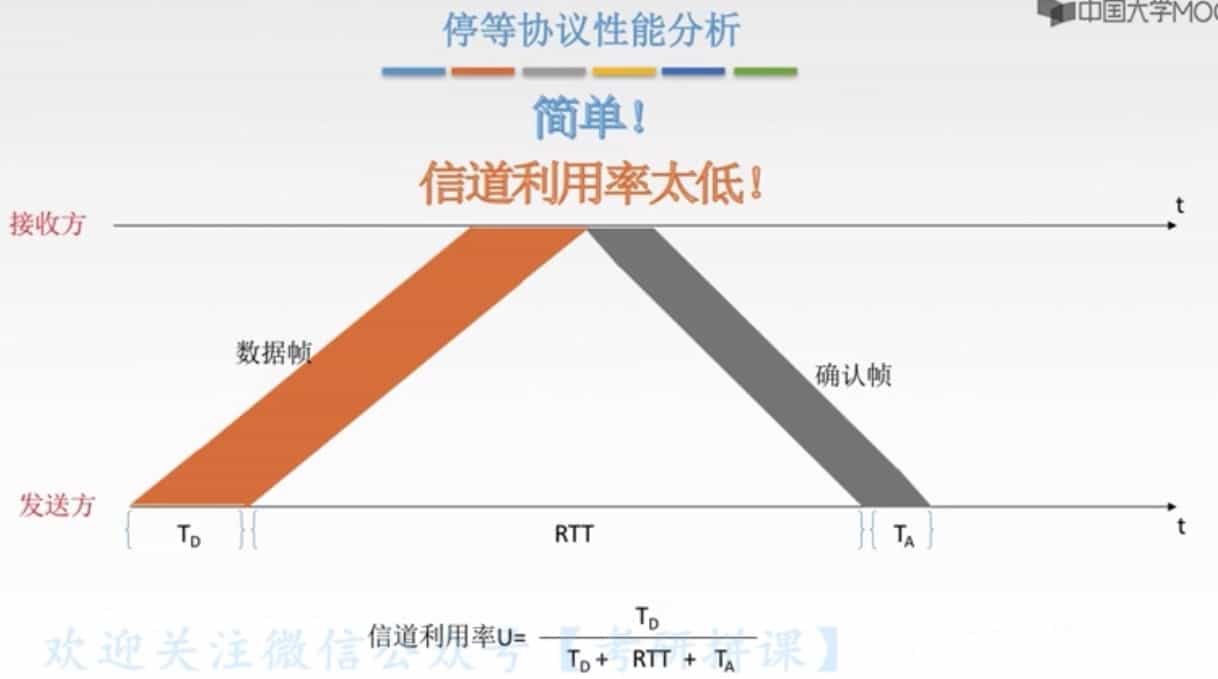 中国大学MOO
停等协议性能分析
简单！
信道利用率太低！
接收方
t
数据帧
确认帧
发送方
T_D
RTT
T_A
t
信道利用率U= T_D
T_D + RTT + T_A
欢迎关注微信公众号【考研拼课】